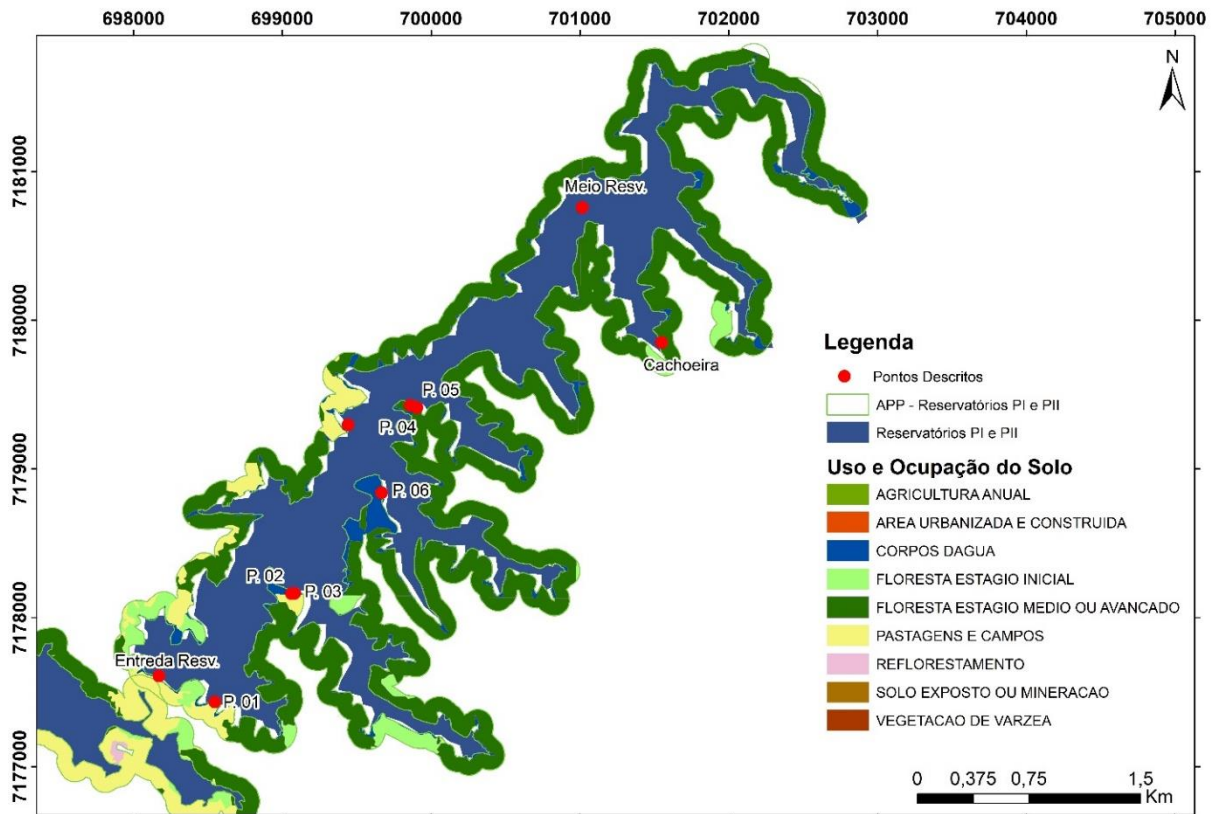 698000 699000 700000 701000 702000 703000 704000 705000
N
7181000
7180000
7179000
7178000
7177000
Meio Resv.
Cachoeira
P. 05
P. 04
P. 06
P. 02
P. 03
Entreda Resv.
P. 01
Legenda
Pontos Descritos
APP - Reservatórios PI e PII
Reservatórios PI e PII
Uso e Ocupação do Solo
AGRICULTURA ANUAL
AREA URBANIZADA E CONSTRUIDA
CORPOS DAGUA
FLORESTA ESTAGIO INICIAL
FLORESTA ESTAGIO MEDIO OU AVANCADO
PASTAGENS E CAMPOS
REFLORESTAMENTO
SOLO EXPOSTO OU MINERACAO
VEGETACAO DE VARZEA
0 0,375 0,75 1,5
Km